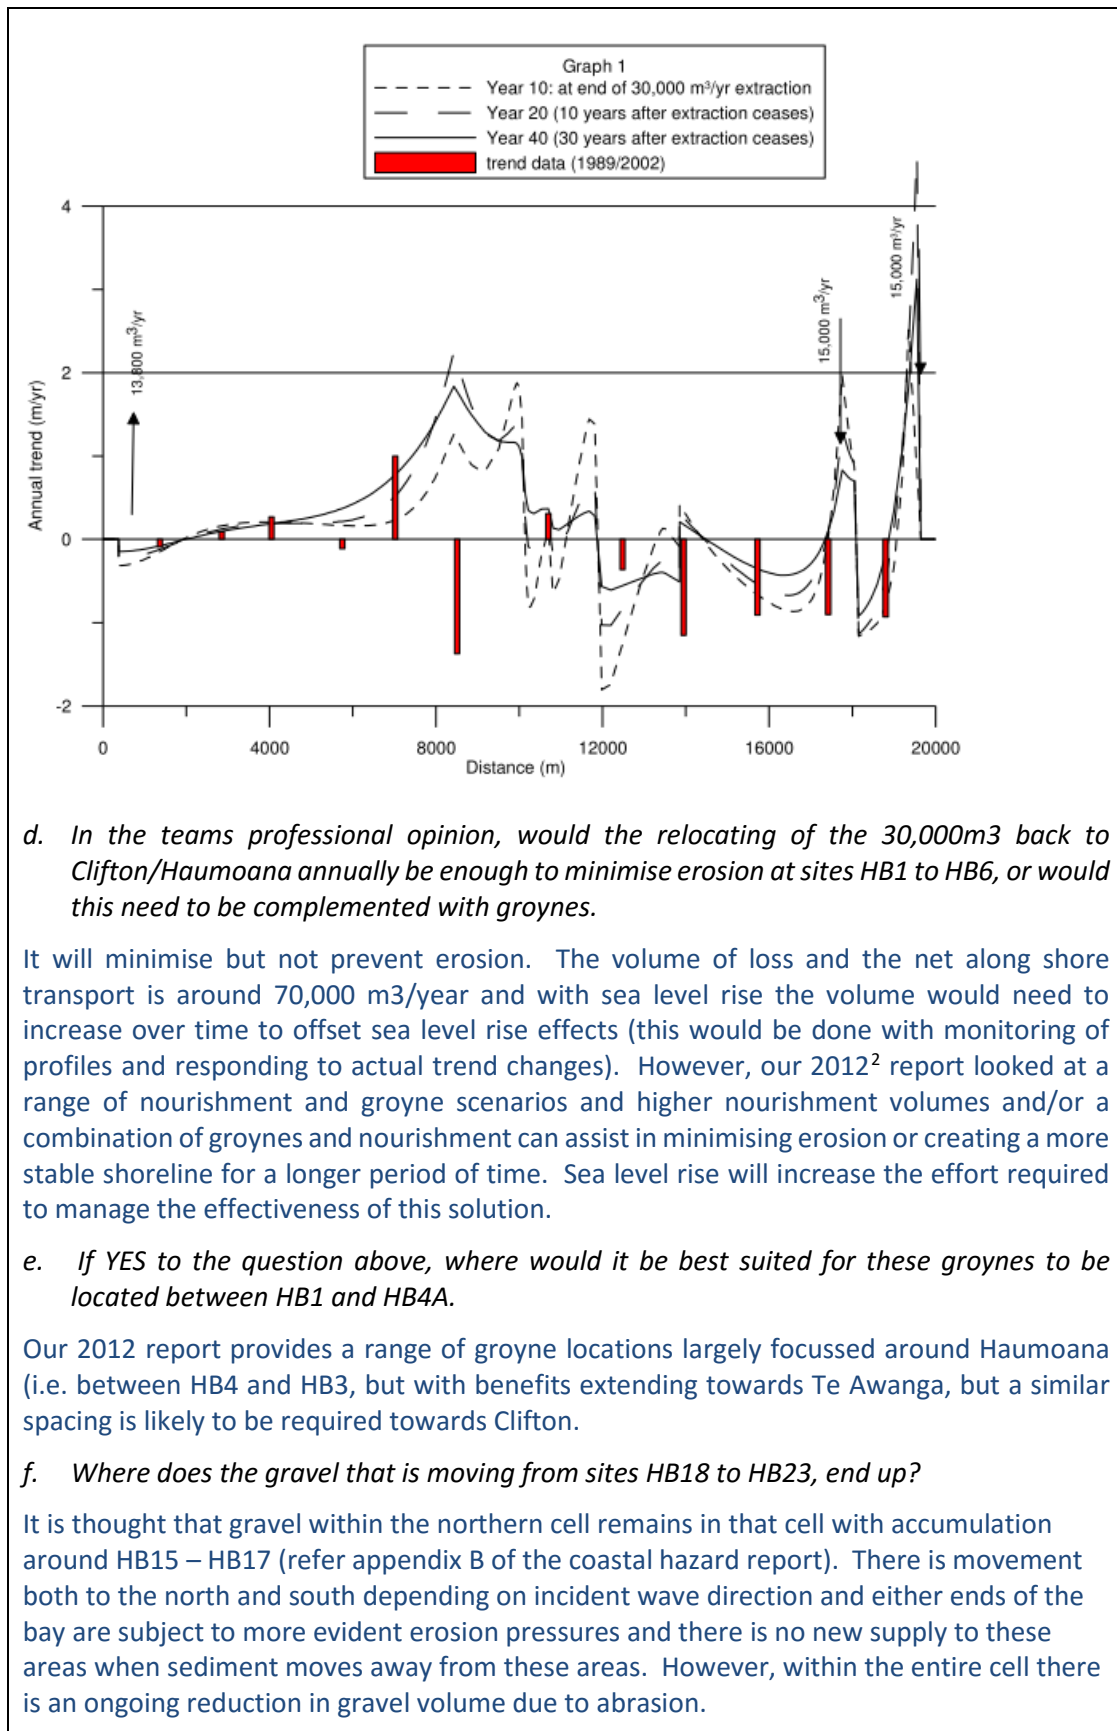 Graph 1
Year 10: at end of 30,000 m³/yr extraction
Year 20 (10 years after extraction ceases)
Year 40 (30 years after extraction ceases)
trend data (1989/2002)
4
2
0
-2
Annual trend (m/yr)
13,800 m³/yr
15,000 m³/yr
15,000 m³/yr
0
4000
8000
12000
16000
20000
Distance (m)
d. In the teams professional opinion, would the relocating of the 30,000m3 back to
Clifton/Haumoana annually be enough to minimise erosion at sites HB1 to HB6, or would
this need to be complemented with groynes.
It will minimise but not prevent erosion. The volume of loss and the net along shore
transport is around 70,000 m3/year and with sea level rise the volume would need to
increase over time to offset sea level rise effects (this would be done with monitoring of
profiles and responding to actual trend changes). However, our 2012² report looked at a
range of nourishment and groyne scenarios and higher nourishment volumes and/or a
combination of groynes and nourishment can assist in minimising erosion or creating a more
stable shoreline for a longer period of time. Sea level rise will increase the effort required
to manage the effectiveness of this solution.
e. If YES to the question above, where would it be best suited for these groynes to be
located between HB1 and HB4A.
Our 2012 report provides a range of groyne locations largely focussed around Haumoana
(i.e. between HB4 and HB3, but with benefits extending towards Te Awanga, but a similar
spacing is likely to be required towards Clifton.
f. Where does the gravel that is moving from sites HB18 to HB23, end up?
It is thought that gravel within the northern cell remains in that cell with accumulation
around HB15 – HB17 (refer appendix B of the coastal hazard report). There is movement
both to the north and south depending on incident wave direction and either ends of the
bay are subject to more evident erosion pressures and there is no new supply to these
areas when sediment moves away from these areas. However, within the entire cell there
is an ongoing reduction in gravel volume due to abrasion.